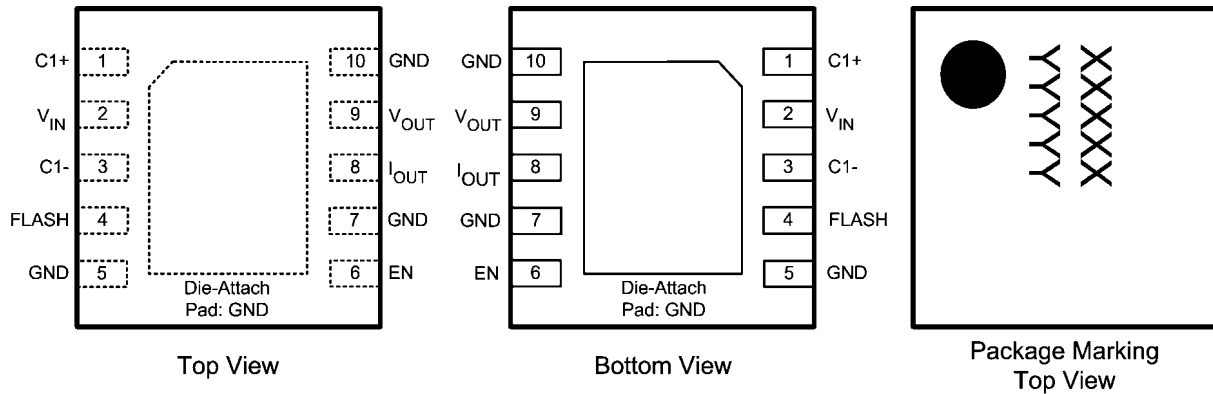 C1+ 1 10 GND
V_IN 2 9 V_OUT
C1- 3 8 I_OUT
FLASH 4 7 GND
GND 5 6 EN
Die-Attach
Pad: GND
Top View
GND 10 1 C1+
V_OUT 9 2 V_IN
I_OUT 8 3 C1-
GND 7 4 FLASH
EN 6 5 GND
Die-Attach
Pad: GND
Bottom View
XXXXX
YYYYY
Package Marking
Top View